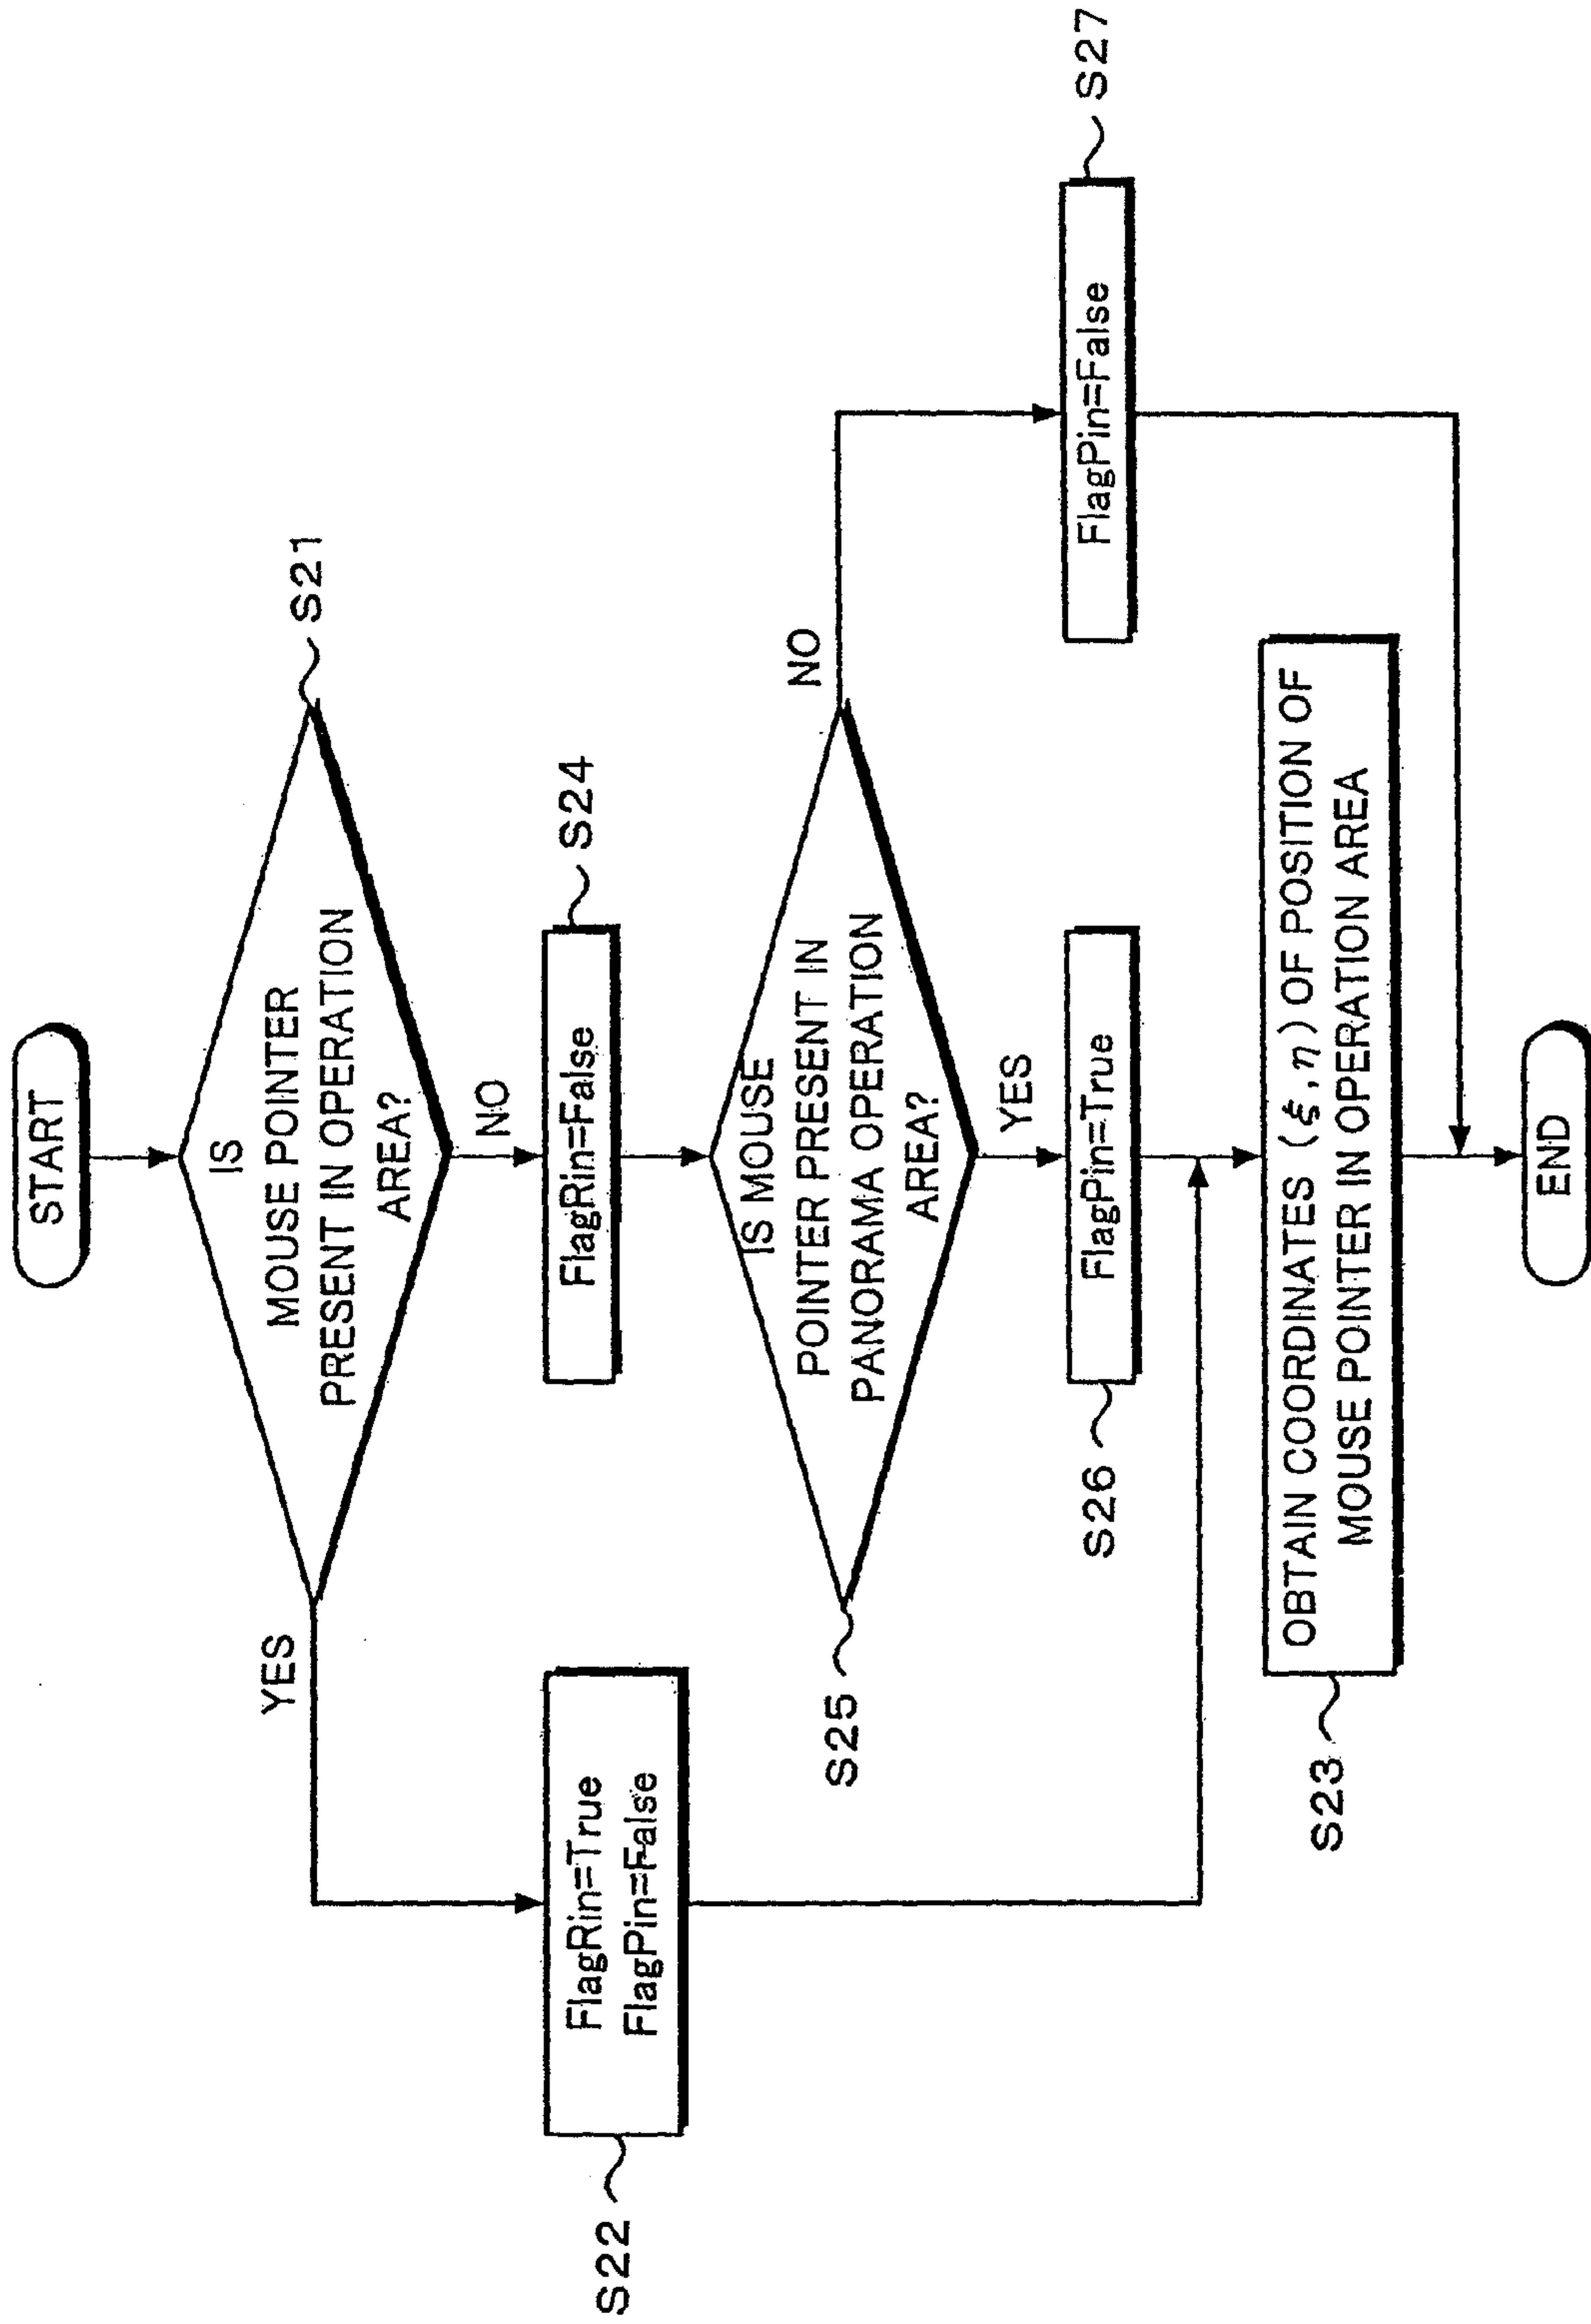 START
IS
MOUSE POINTER
PRESENT IN OPERATION
AREA?
S21
YES
NO
FlagRin=True
FlagPin=False
S22
FlagRin=False
S24
IS MOUSE
POINTER PRESENT IN
PANORAMA OPERATION
AREA?
S25
NO
YES
FlagPin=True
S26
FlagPin=False
S27
OBTAIN COORDINATES (ξ,η) OF POSITION OF
MOUSE POINTER IN OPERATION AREA
S23
END